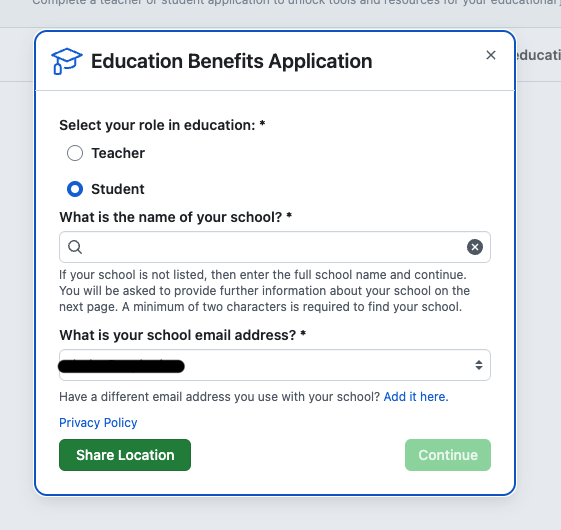 Complete a teacher or student application to unlock tools and resources for your educational
Education Benefits Application
educati
Select your role in education: *
Teacher
Student
What is the name of your school? *
If your school is not listed, then enter the full school name and continue.
You will be asked to provide further information about your school on the
next page. A minimum of two characters is required to find your school.
What is your school email address? *
Have a different email address you use with your school? Add it here.
Privacy Policy
Share Location
Continue